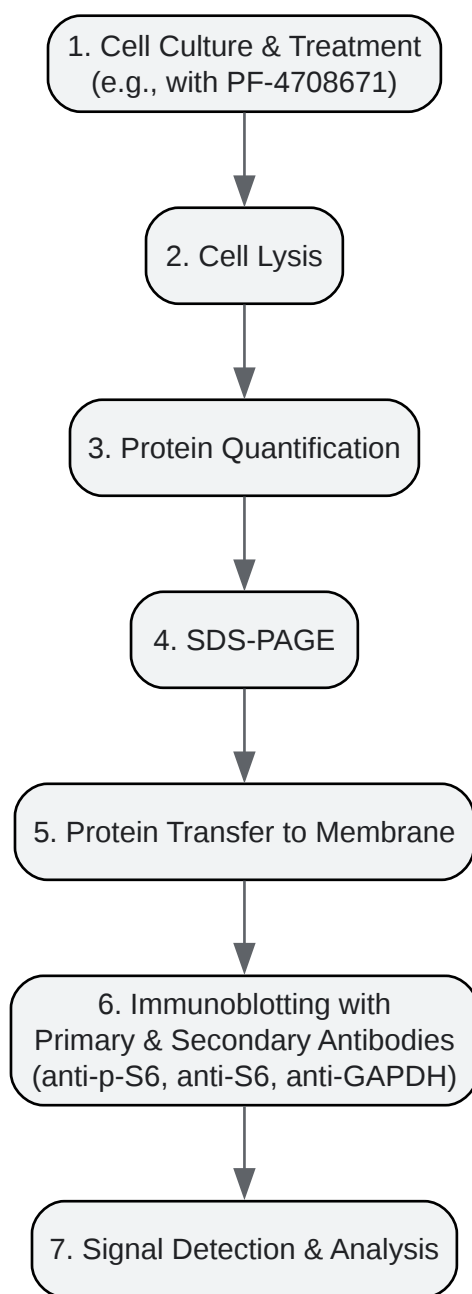 1. Cell Culture & Treatment
(e.g., with PF-4708671)
2. Cell Lysis
3. Protein Quantification
4. SDS-PAGE
5. Protein Transfer to Membrane
6. Immunoblotting with
Primary & Secondary Antibodies
(anti-p-S6, anti-S6, anti-GAPDH)
7. Signal Detection & Analysis